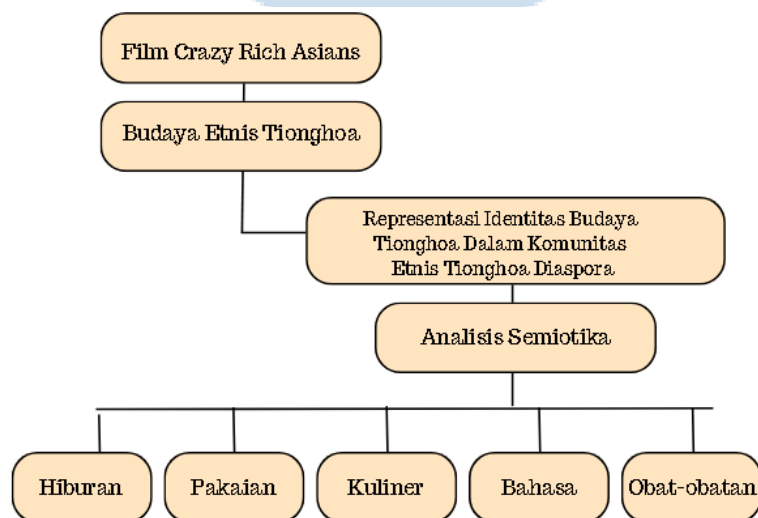 Film Crazy Rich Asians
Budaya Etnis Tionghoa
Representasi Identitas Budaya
Tionghoa Dalam Komunitas
Etnis Tionghoa Diaspora
Analisis Semiotika
Hiburan
Pakaian
Kuliner
Bahasa
Obat-obatan